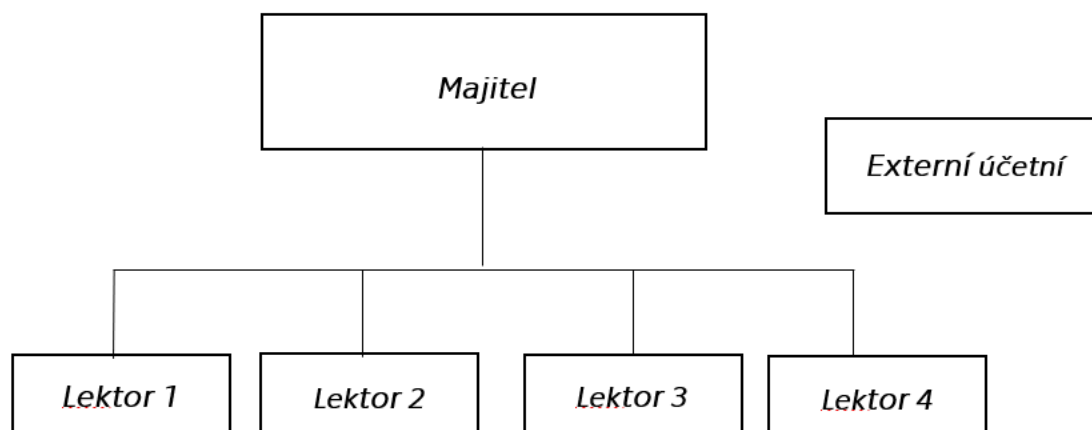 Majitel
Externí účetní
Lektor 1
Lektor 2
Lektor 3
Lektor 4